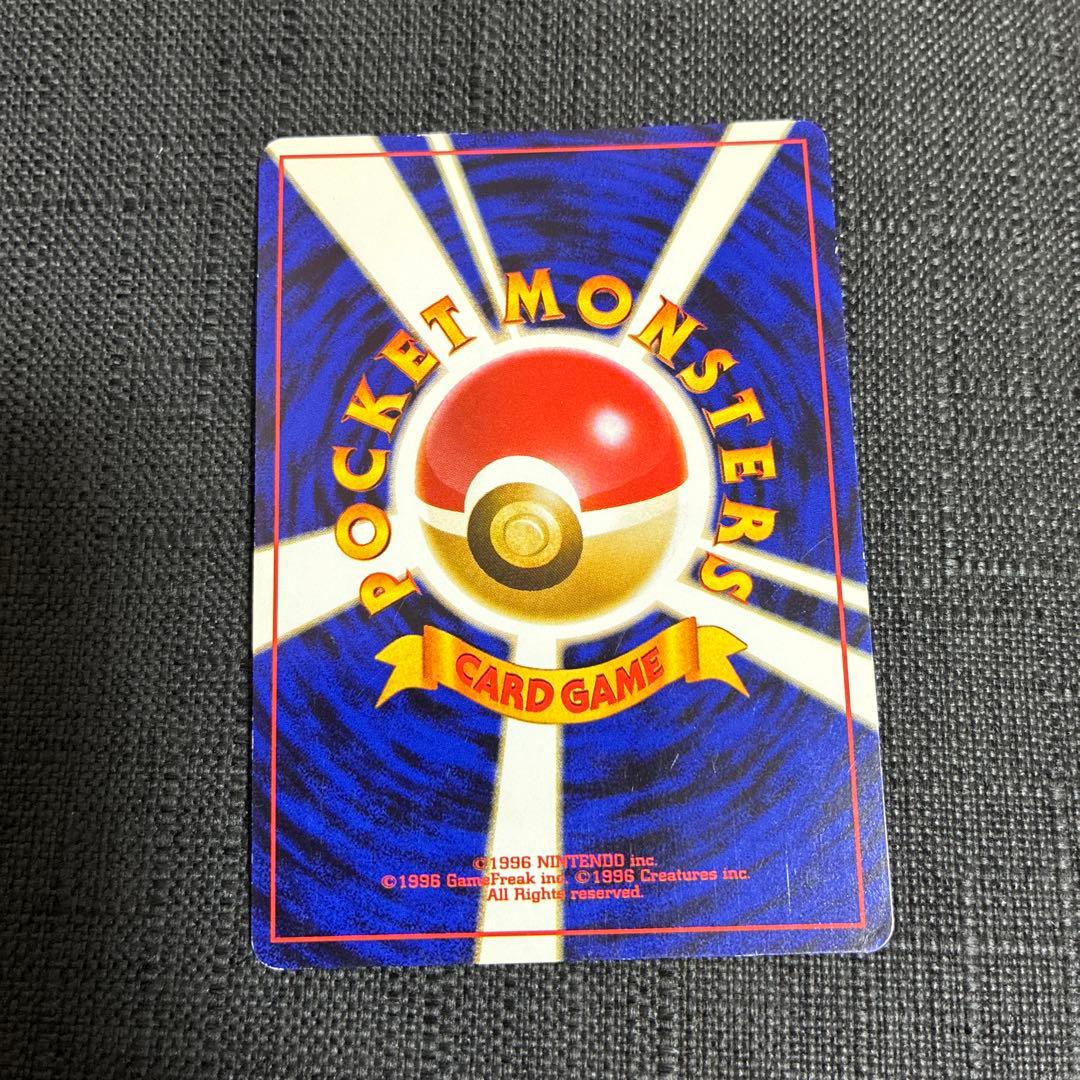 POCKET MONSTERS
CARD GAME
©1996 NINTENDO inc.
©1996 GameFreak inc. ©1996 Creatures inc.
All Rights reserved.